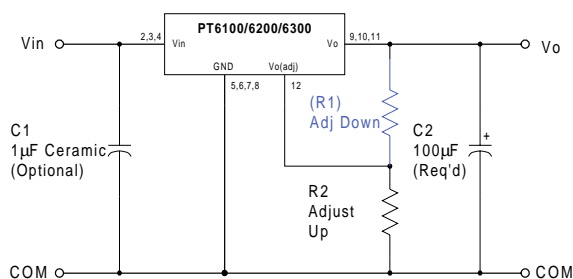 PT6100/6200/6300
Vin
2,3,4
Vin
Vo
9,10,11
Vo
GND
Vo(adj)
5,6,7,8
12
(R1)
Adj Down
C1
1µF Ceramic
(Optional)
C2
+
100µF
(Req'd)
R2
Adjust
Up
COM
COM